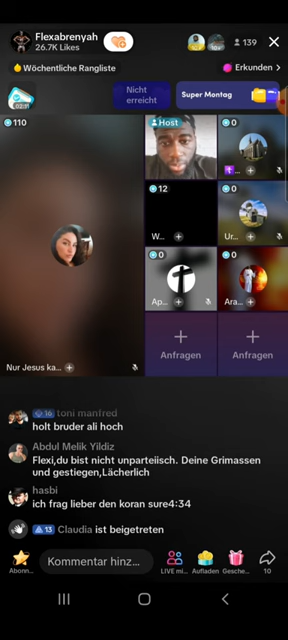 Flexabrenyah
26.7K Likes
139
Wöchentliche Rangliste
Erkunden >
02:11
Nicht
erreicht
Super Montag
110
Host
0
12
W...
0
Ur...
0
Ap...
0
Ara...
Nur Jesus ka...
Anfragen
Anfragen
16 toni manfred
holt bruder ali hoch
Abdul Melik Yildiz
Flexi,du bist nicht unparteiisch. Deine Grimassen
und gestiegen,Lächerlich
hasbi
ich frag lieber den koran sure4:34
13 Claudia ist beigetreten
Abonn...
Kommentar hinz...
LIVE mi...
Aufladen
Gesche...
10